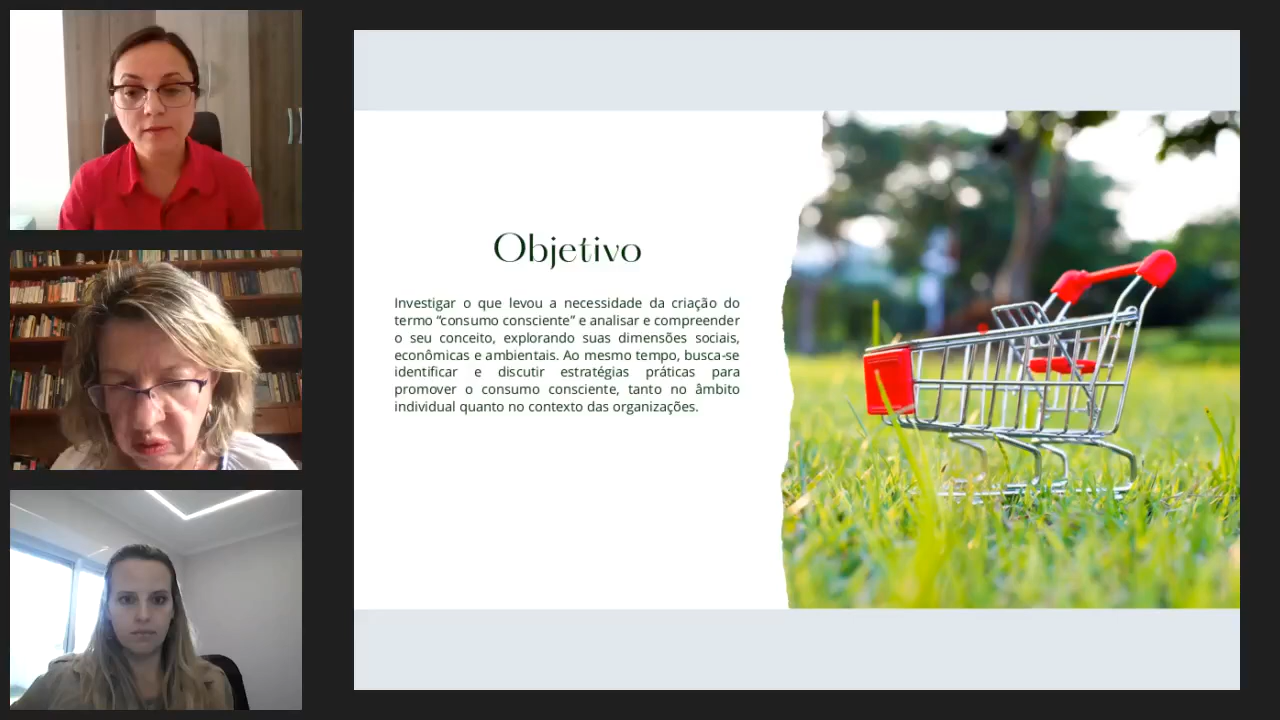 Objetivo
Investigar o que levou a necessidade da criação do
termo “consumo consciente” e analisar e compreender
o seu conceito, explorando suas dimensões sociais,
econômicas e ambientais. Ao mesmo tempo, busca-se
identificar e discutir estratégias práticas para
promover o consumo consciente, tanto no âmbito
individual quanto no contexto das organizações.